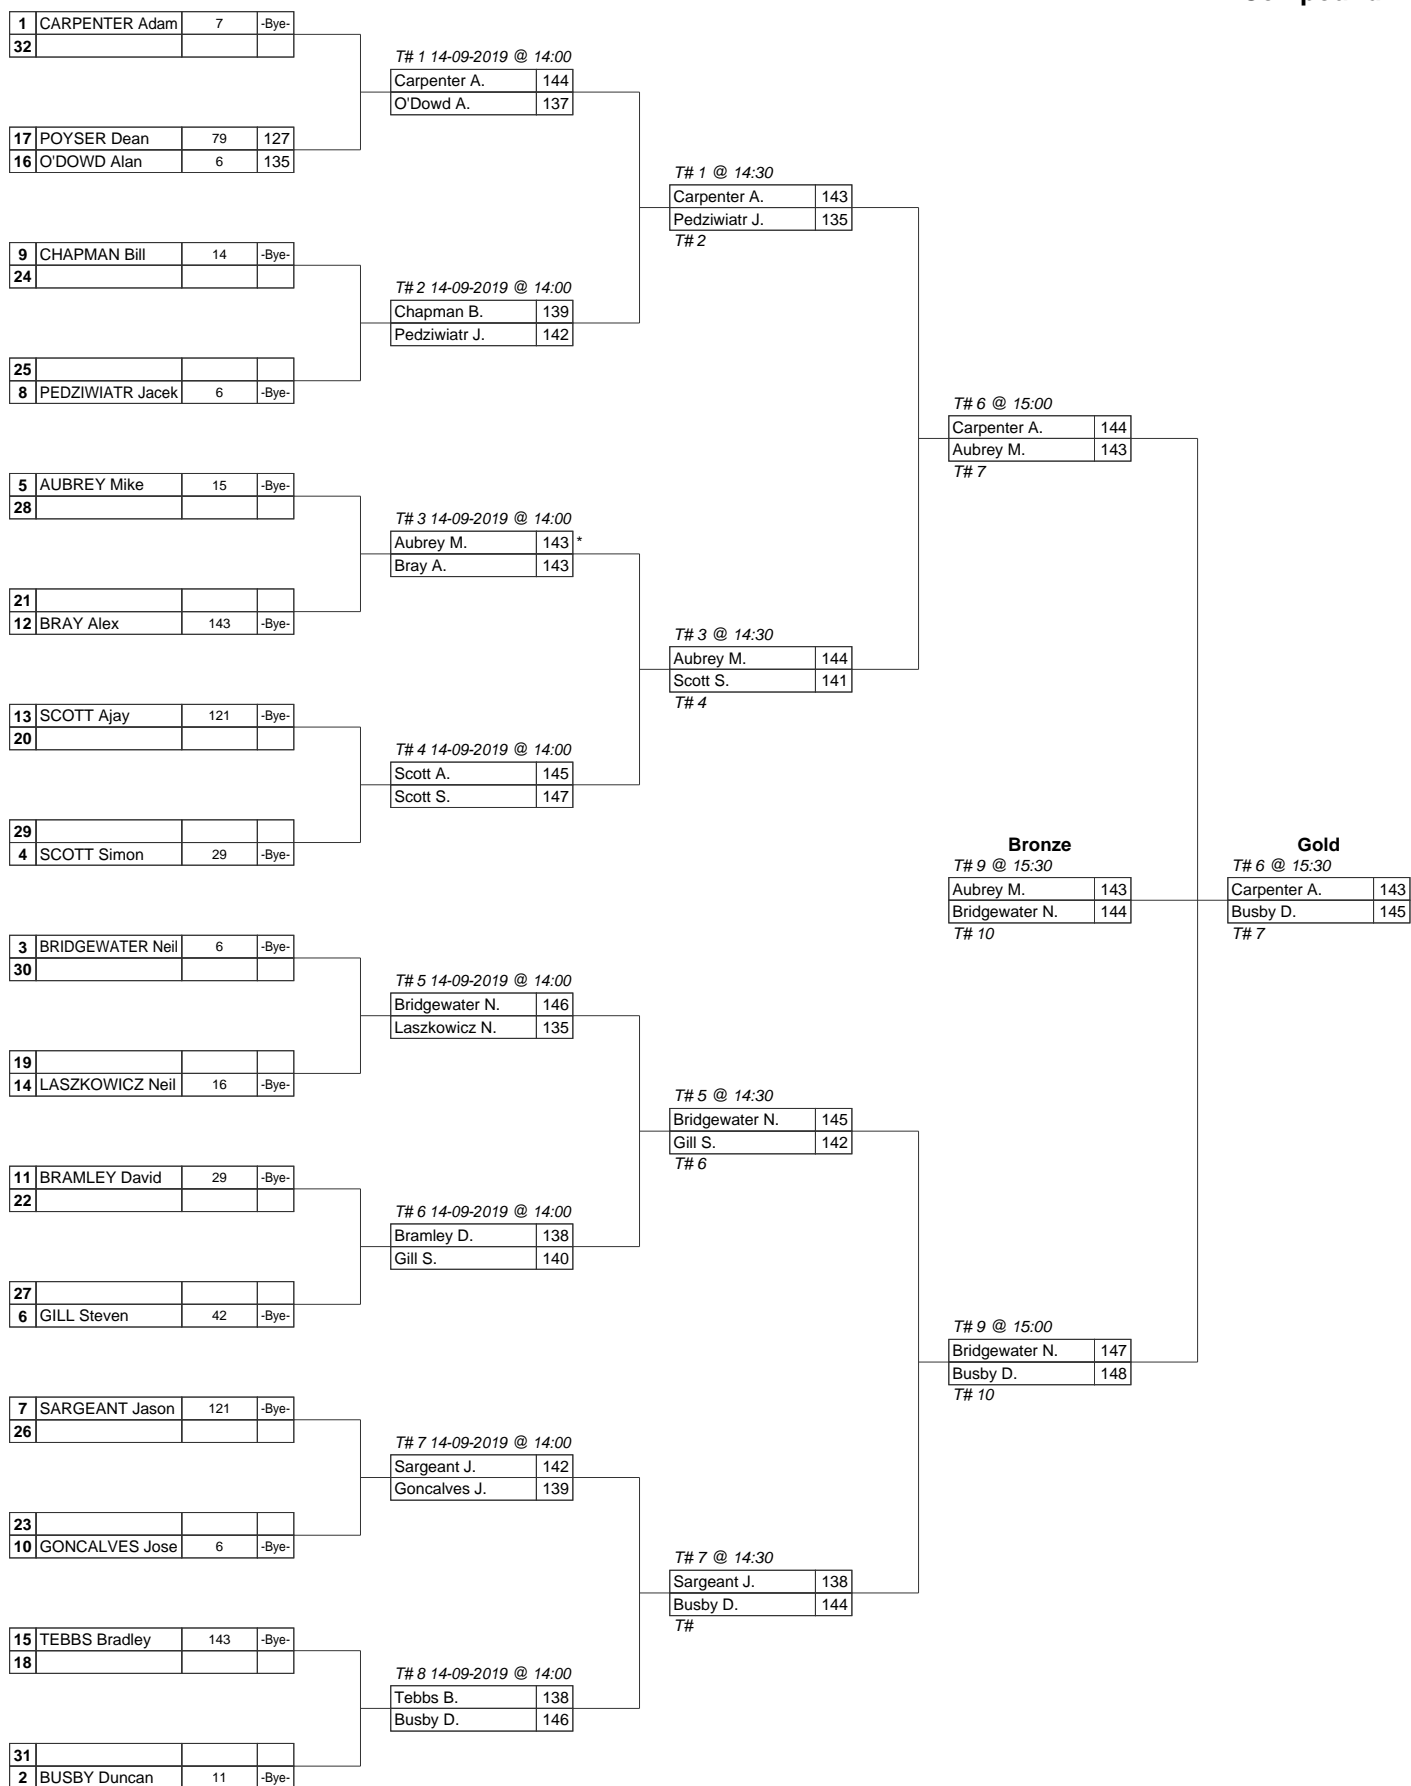 1 CARPENTER Adam 7 -Bye-
32
17 POYSER Dean 79 127
16 O'DOWD Alan 6 135
9 CHAPMAN Bill 14 -Bye-
24
25
8 PEDZIWIATR Jacek 6 -Bye-
5 AUBREY Mike 15 -Bye-
28
21
12 BRAY Alex 143 -Bye-
13 SCOTT Ajay 121 -Bye-
20
29
4 SCOTT Simon 29 -Bye-
3 BRIDGEWATER Neil 6 -Bye-
30
19
14 LASZKOWICZ Neil 16 -Bye-
11 BRAMLEY David 29 -Bye-
22
27
6 GILL Steven 42 -Bye-
7 SARGEANT Jason 121 -Bye-
26
23
10 GONCALVES Jose 6 -Bye-
15 TEBBS Bradley 143 -Bye-
18
31
2 BUSBY Duncan 11 -Bye-
T# 1 14-09-2019 @ 14:00
Carpenter A. 144
O'Dowd A. 137
T# 2 14-09-2019 @ 14:00
Chapman B. 139
Pedziwiatr J. 142
T# 3 14-09-2019 @ 14:00
Aubrey M. 143 *
Bray A. 143
T# 4 14-09-2019 @ 14:00
Scott A. 145
Scott S. 147
T# 5 14-09-2019 @ 14:00
Bridgewater N. 146
Laszkowicz N. 135
T# 6 14-09-2019 @ 14:00
Bramley D. 138
Gill S. 140
T# 7 14-09-2019 @ 14:00
Sargeant J. 142
Goncalves J. 139
T# 8 14-09-2019 @ 14:00
Tebbs B. 138
Busby D. 146
T# 1 @ 14:30
Carpenter A. 143
Pedziwiatr J. 135
T# 2
T# 3 @ 14:30
Aubrey M. 144
Scott S. 141
T# 4
T# 5 @ 14:30
Bridgewater N. 145
Gill S. 142
T# 6
T# 7 @ 14:30
Sargeant J. 138
Busby D. 144
T#
T# 6 @ 15:00
Carpenter A. 144
Aubrey M. 143
T# 7
T# 9 @ 15:00
Bridgewater N. 147
Busby D. 148
T# 10
Bronze
T# 9 @ 15:30
Aubrey M. 143
Bridgewater N. 144
T# 10
Gold
T# 6 @ 15:30
Carpenter A. 143
Busby D. 145
T# 7